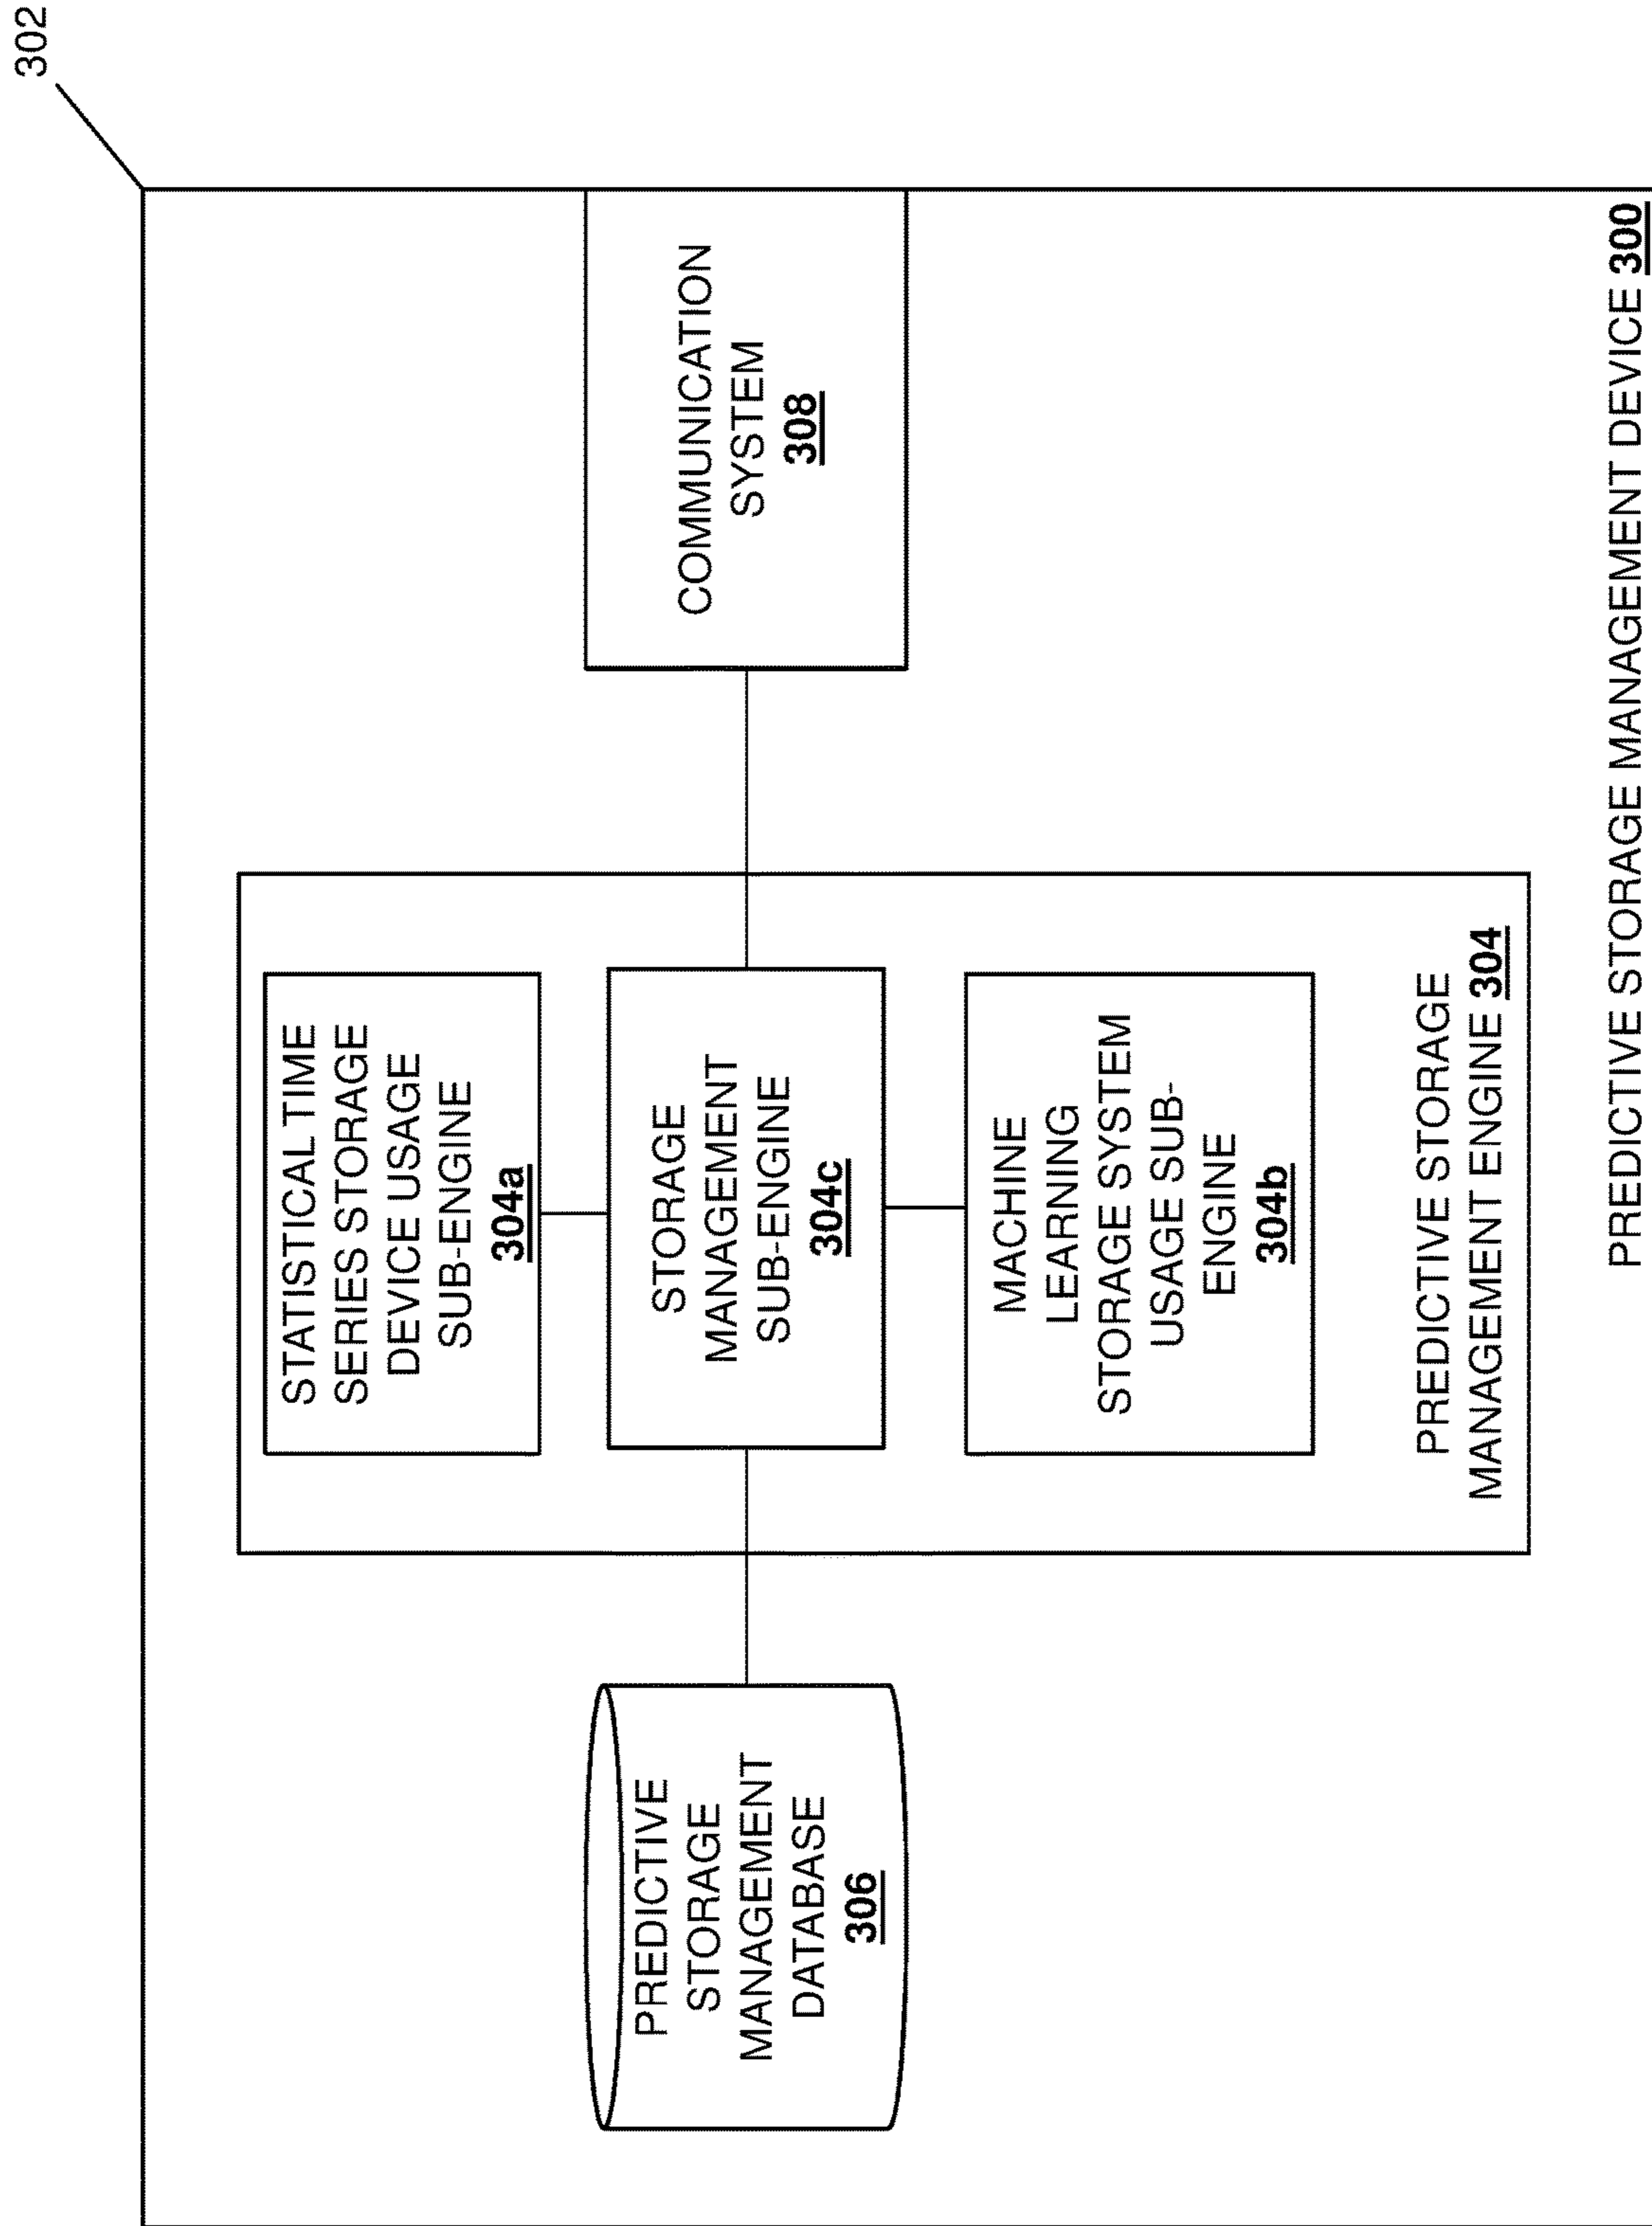 302
STATISTICAL TIME
SERIES STORAGE
DEVICE USAGE
SUB-ENGINE
304a
PREDICTIVE
STORAGE
MANAGEMENT
DATABASE
306
STORAGE
MANAGEMENT
SUB-ENGINE
304c
COMMUNICATION
SYSTEM
308
MACHINE
LEARNING
STORAGE SYSTEM
USAGE SUB-
ENGINE
304b
PREDICTIVE STORAGE
MANAGEMENT ENGINE 304
PREDICTIVE STORAGE MANAGEMENT DEVICE 300